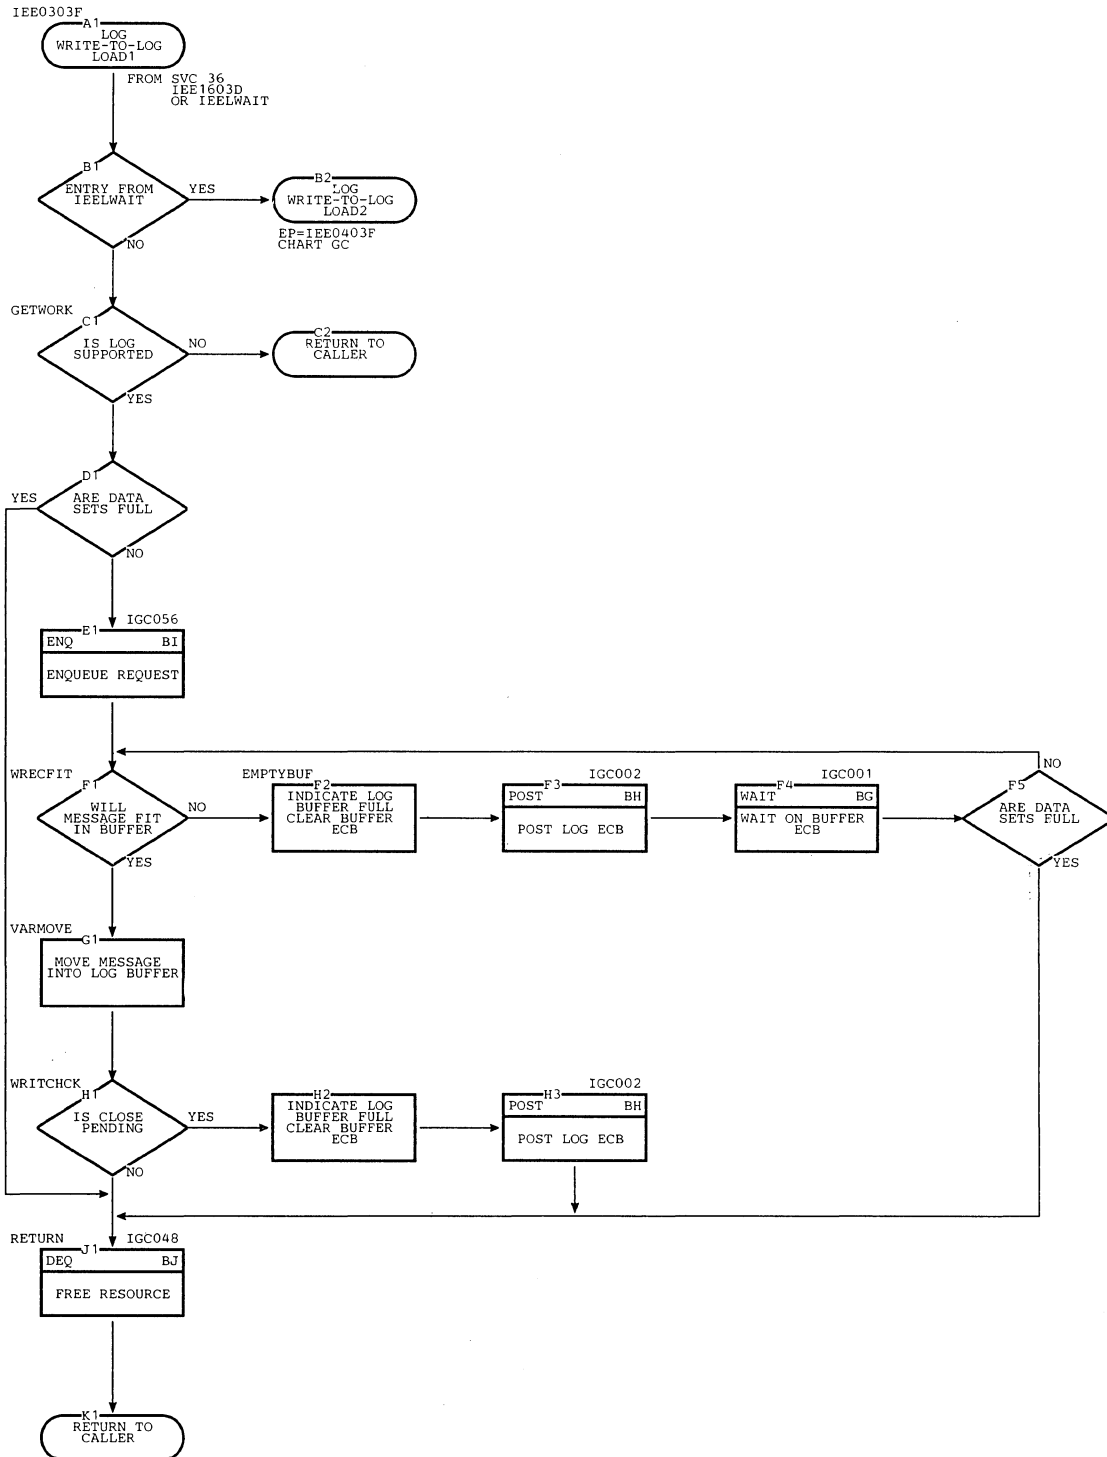 IEE0303F
A1
LOG
WRITE-TO-LOG
LOAD1
FROM SVC 36
IEE1603D
OR IEELWAIT
B1
ENTRY FROM
IEELWAIT
YES
NO
B2
LOG
WRITE-TO-LOG
LOAD2
EP=IEE0403F
CHART GC
GETWORK
C1
IS LOG
SUPPORTED
NO
YES
C2
RETURN TO
CALLER
D1
YES
ARE DATA
SETS FULL
NO
IGC056
E1
ENQ BI
ENQUEUE REQUEST
WRECFIT
F1
WILL
MESSAGE FIT
IN BUFFER
NO
YES
EMPTYBUF
F2
INDICATE LOG
BUFFER FULL
CLEAR BUFFER
ECB
IGC002
F3
POST BH
POST LOG ECB
IGC001
F4
WAIT BG
WAIT ON BUFFER
ECB
NO
F5
ARE DATA
SETS FULL
YES
VARMOVE
G1
MOVE MESSAGE
INTO LOG BUFFER
WRITCHCK
H1
IS CLOSE
PENDING
YES
NO
H2
INDICATE LOG
BUFFER FULL
CLEAR BUFFER
ECB
IGC002
H3
POST BH
POST LOG ECB
RETURN
IGC048
J1
DEQ BJ
FREE RESOURCE
K1
RETURN TO
CALLER